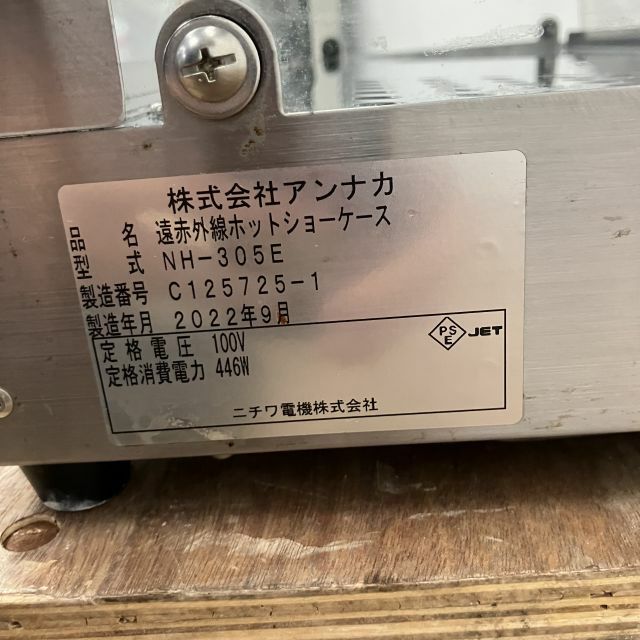 株式会社アンナカ
品名 遠赤外線ホットショーケース
型式 NH-305E
製造番号 C125725-1
製造年月 2022年9月
定格電圧 100V
定格消費電力 446W
PSE JET
ニチワ電機株式会社